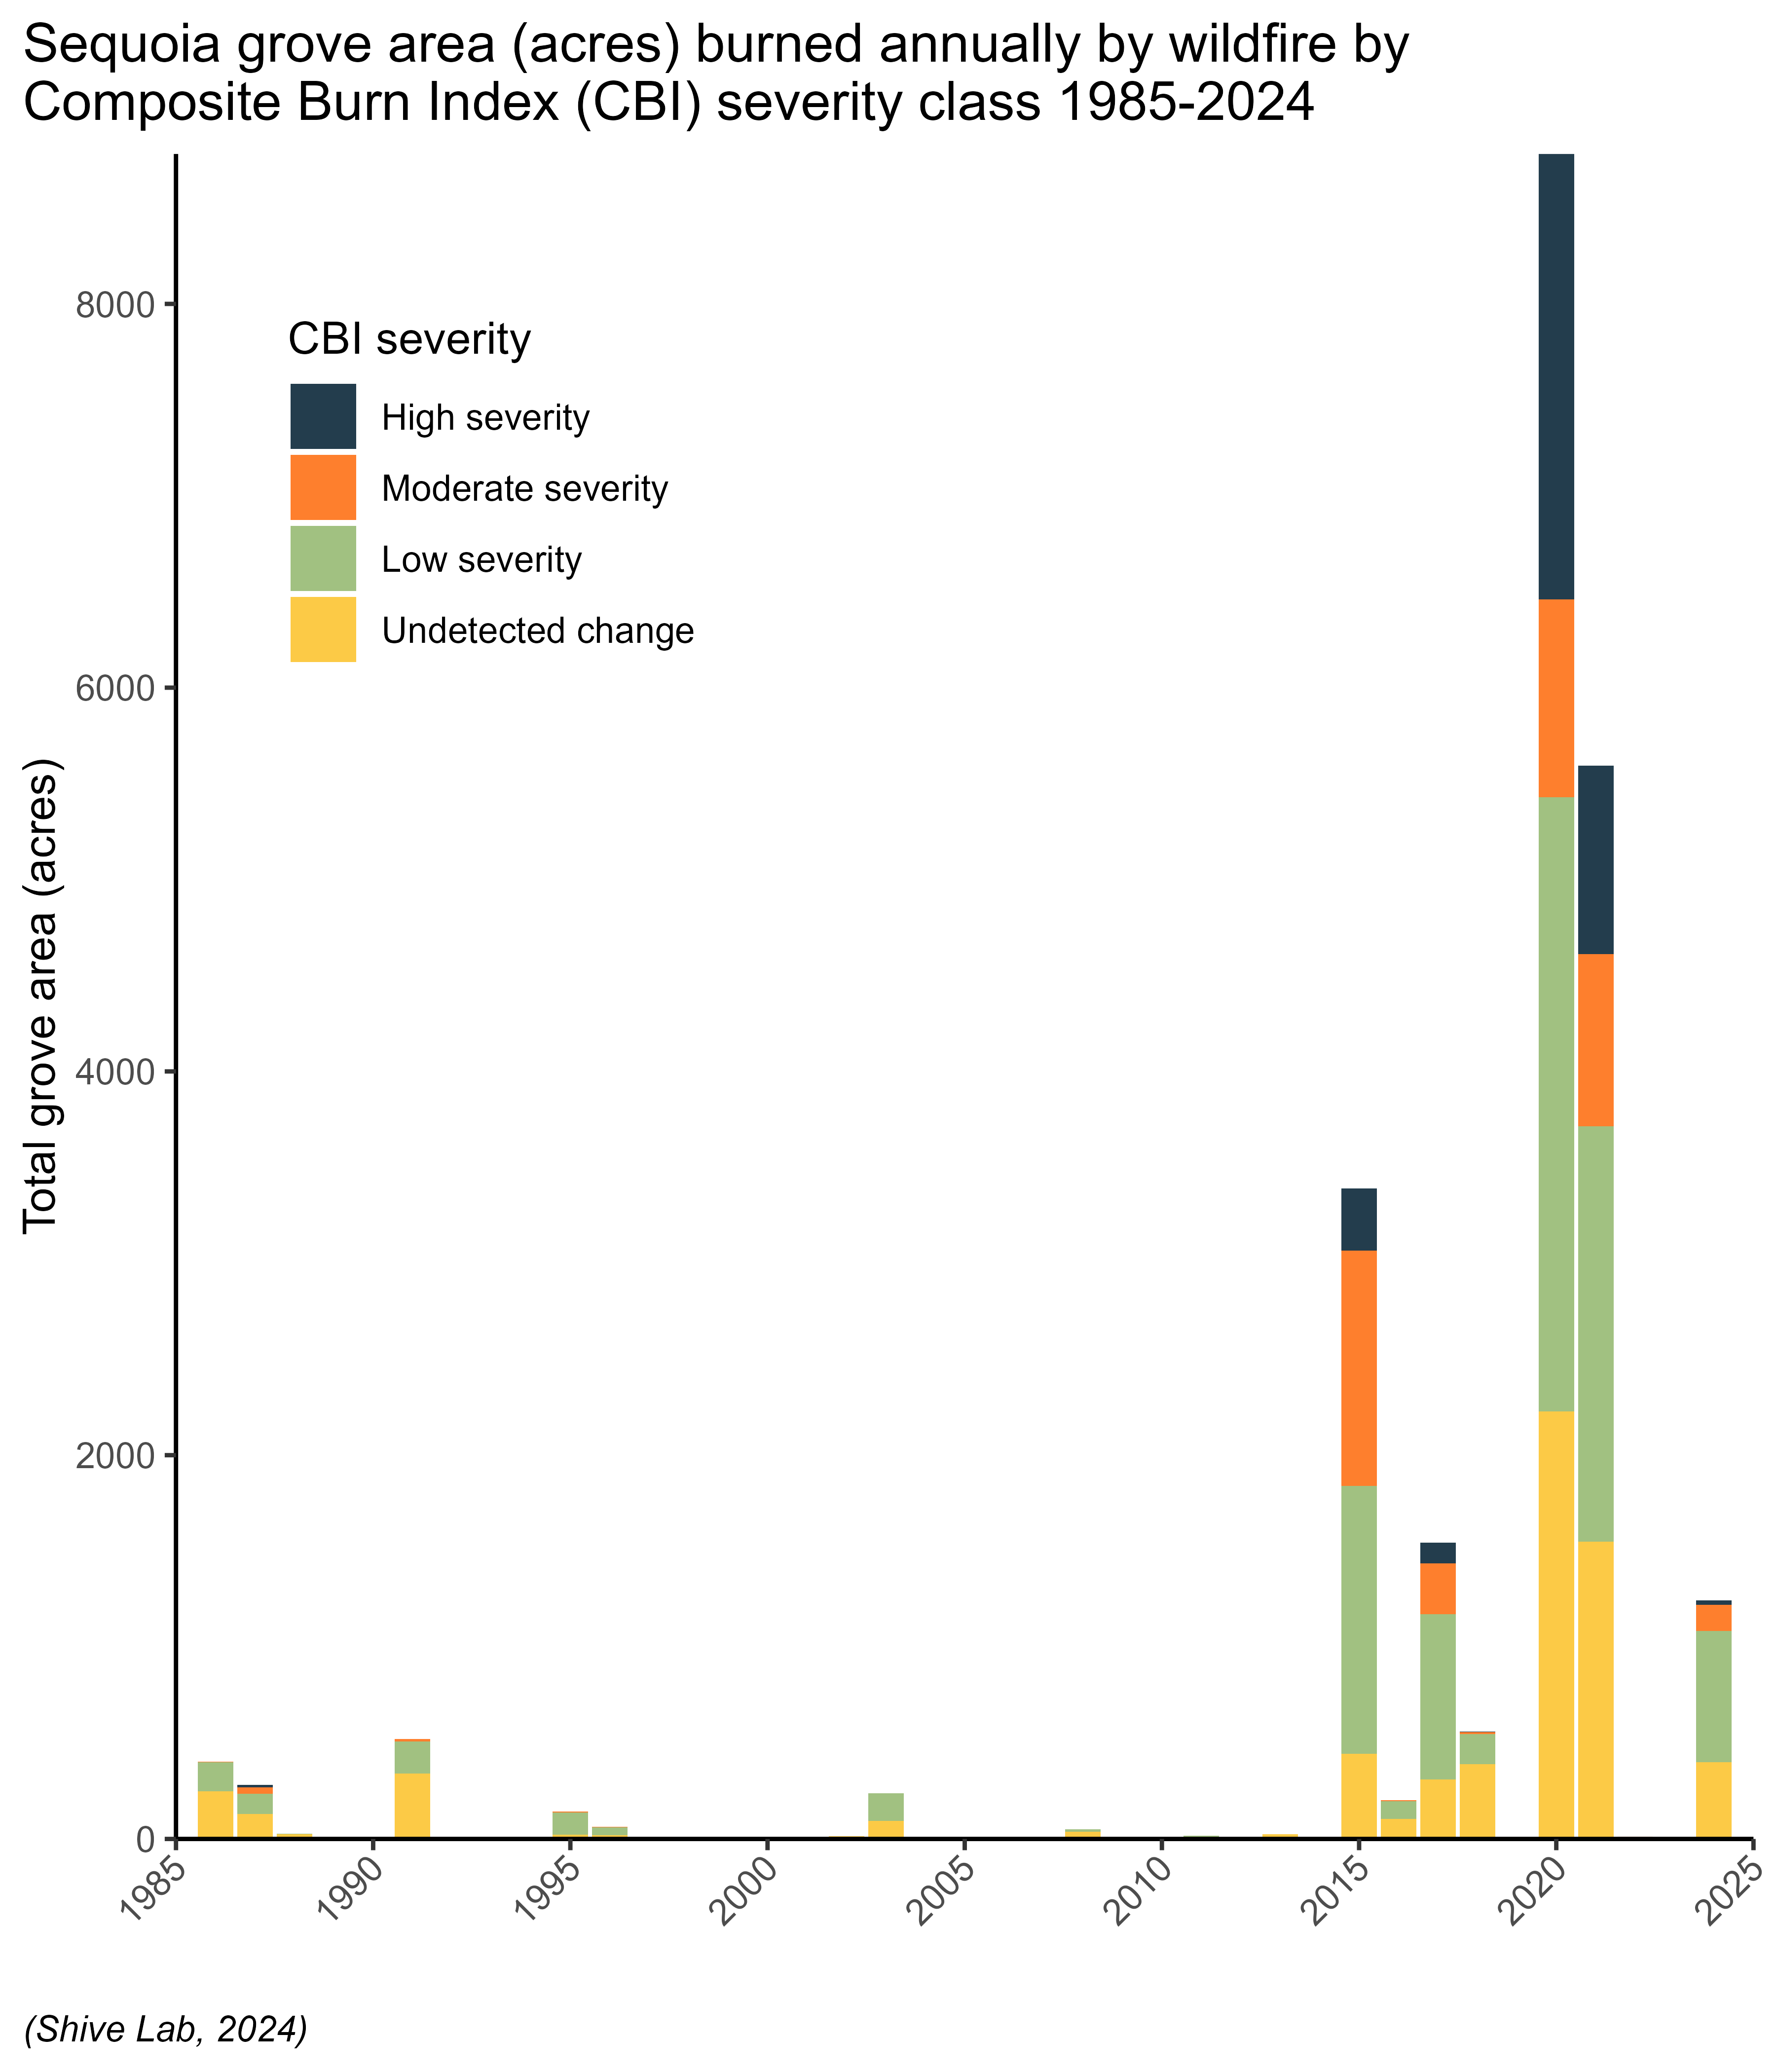 Sequoia grove area (acres) burned annually by wildfire by
Composite Burn Index (CBI) severity class 1985-2024
8000
6000
4000
2000
0
Total grove area (acres)
CBI severity
High severity
Moderate severity
Low severity
Undetected change
1985
1990
1995
2000
2005
2010
2015
2020
2025
(Shive Lab, 2024)